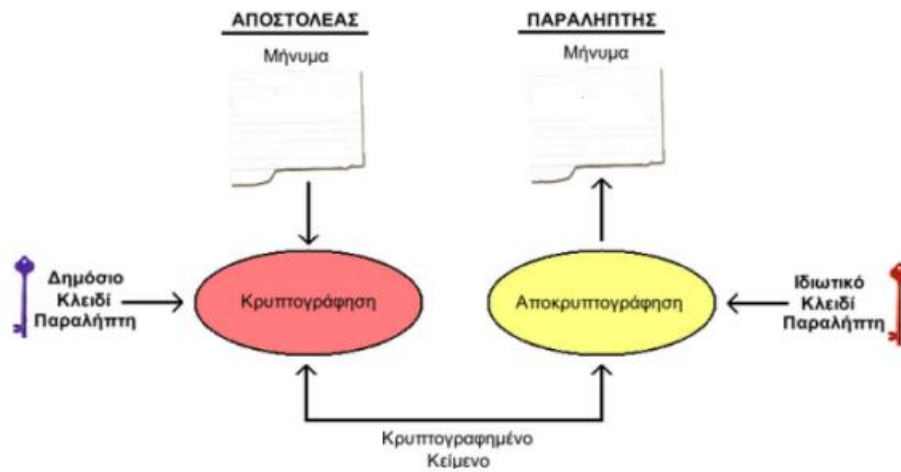 ΑΠΟΣΤΟΛΕΑΣ
Μήνυμα
ΠΑΡΑΛΗΠΤΗΣ
Μήνυμα
Δημόσιο
Κλειδί
Παραλήπτη
Κρυπτογράφηση
Αποκρυπτογράφηση
Ιδιωτικό
Κλειδί
Παραλήπτη
Κρυπτογραφημένο
Κείμενο